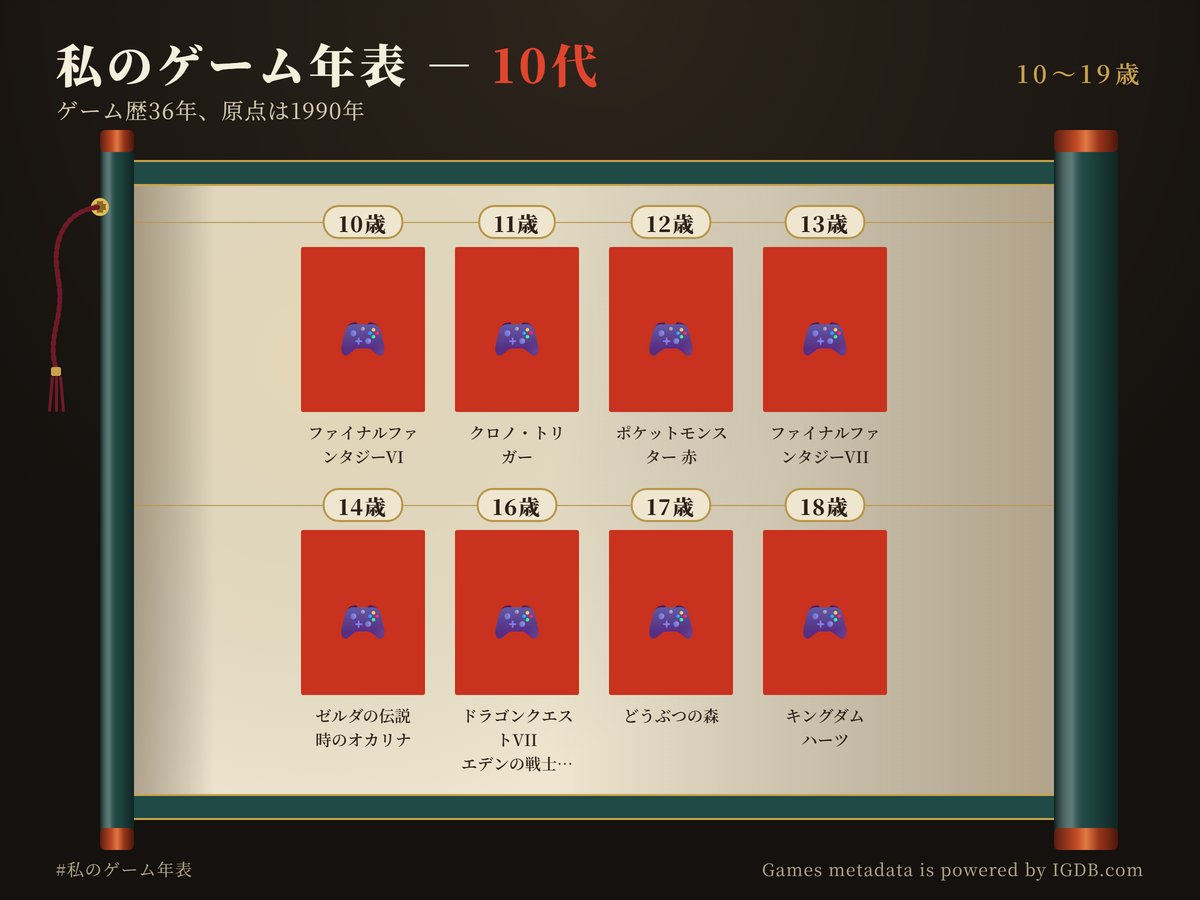 私のゲーム年表 — 10代
10〜19歳
ゲーム歴36年、原点は1990年
10歳
11歳
12歳
13歳
ファイナルファ
ンタジーVI
クロノ・トリ
ガー
ポケットモンス
ター 赤
ファイナルファ
ンタジーVII
14歳
16歳
17歳
18歳
ゼルダの伝説
時のオカリナ
ドラゴンクエス
トVII
エデンの戦士…
どうぶつの森
キングダム
ハーツ
#私のゲーム年表
Games metadata is powered by IGDB.com